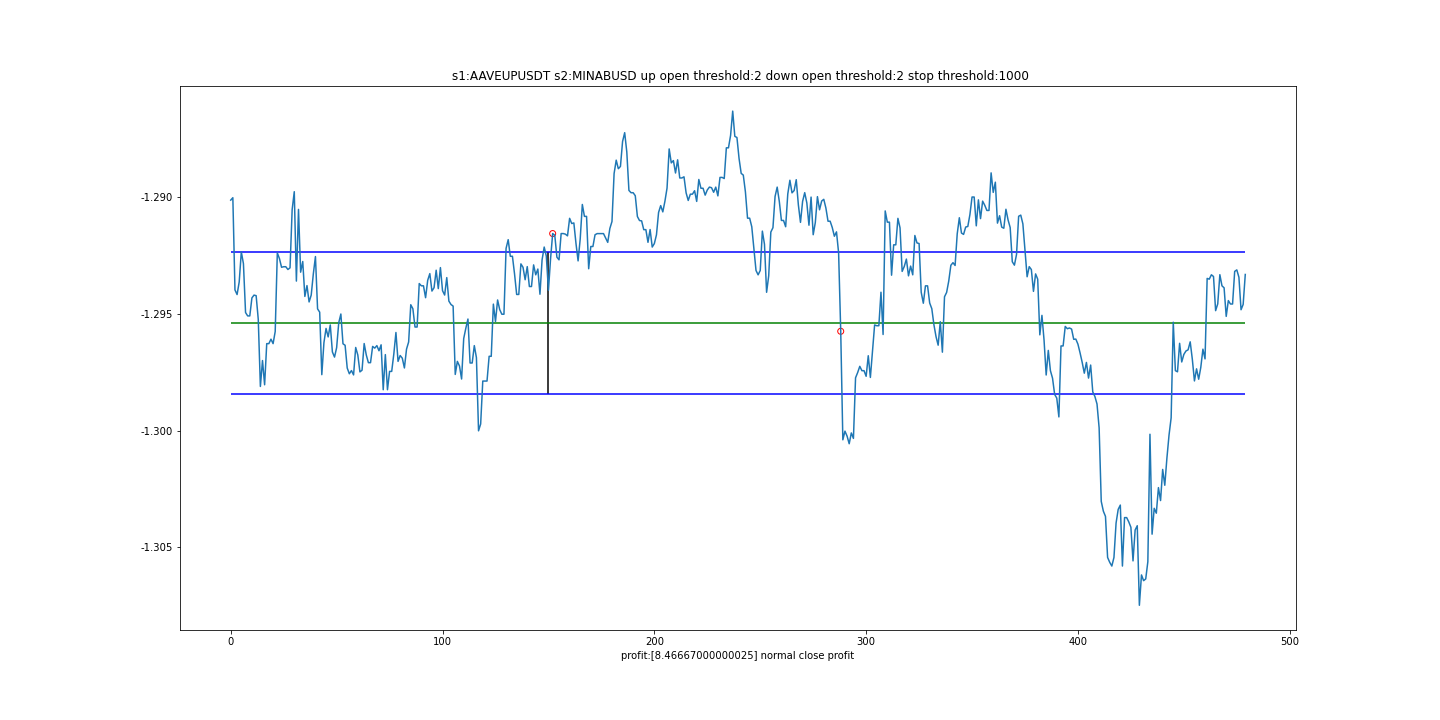 s1:AAVEUPUSDT s2:MINABUSD up open threshold:2 down open threshold:2 stop threshold:1000
-1.290
-1.295
-1.300
-1.305
0 100 200 300 400 500
profit:[8.46667000000025] normal close profit